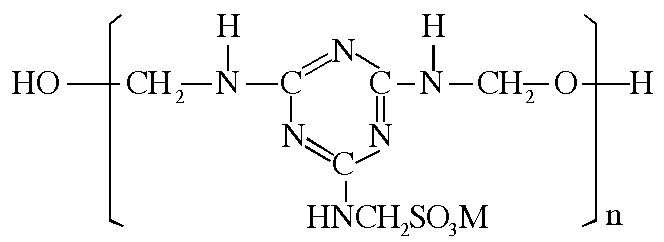 H H
HO CH₂ N C N C N CH₂ O H
N N
C
HNCH₂SO₃M n